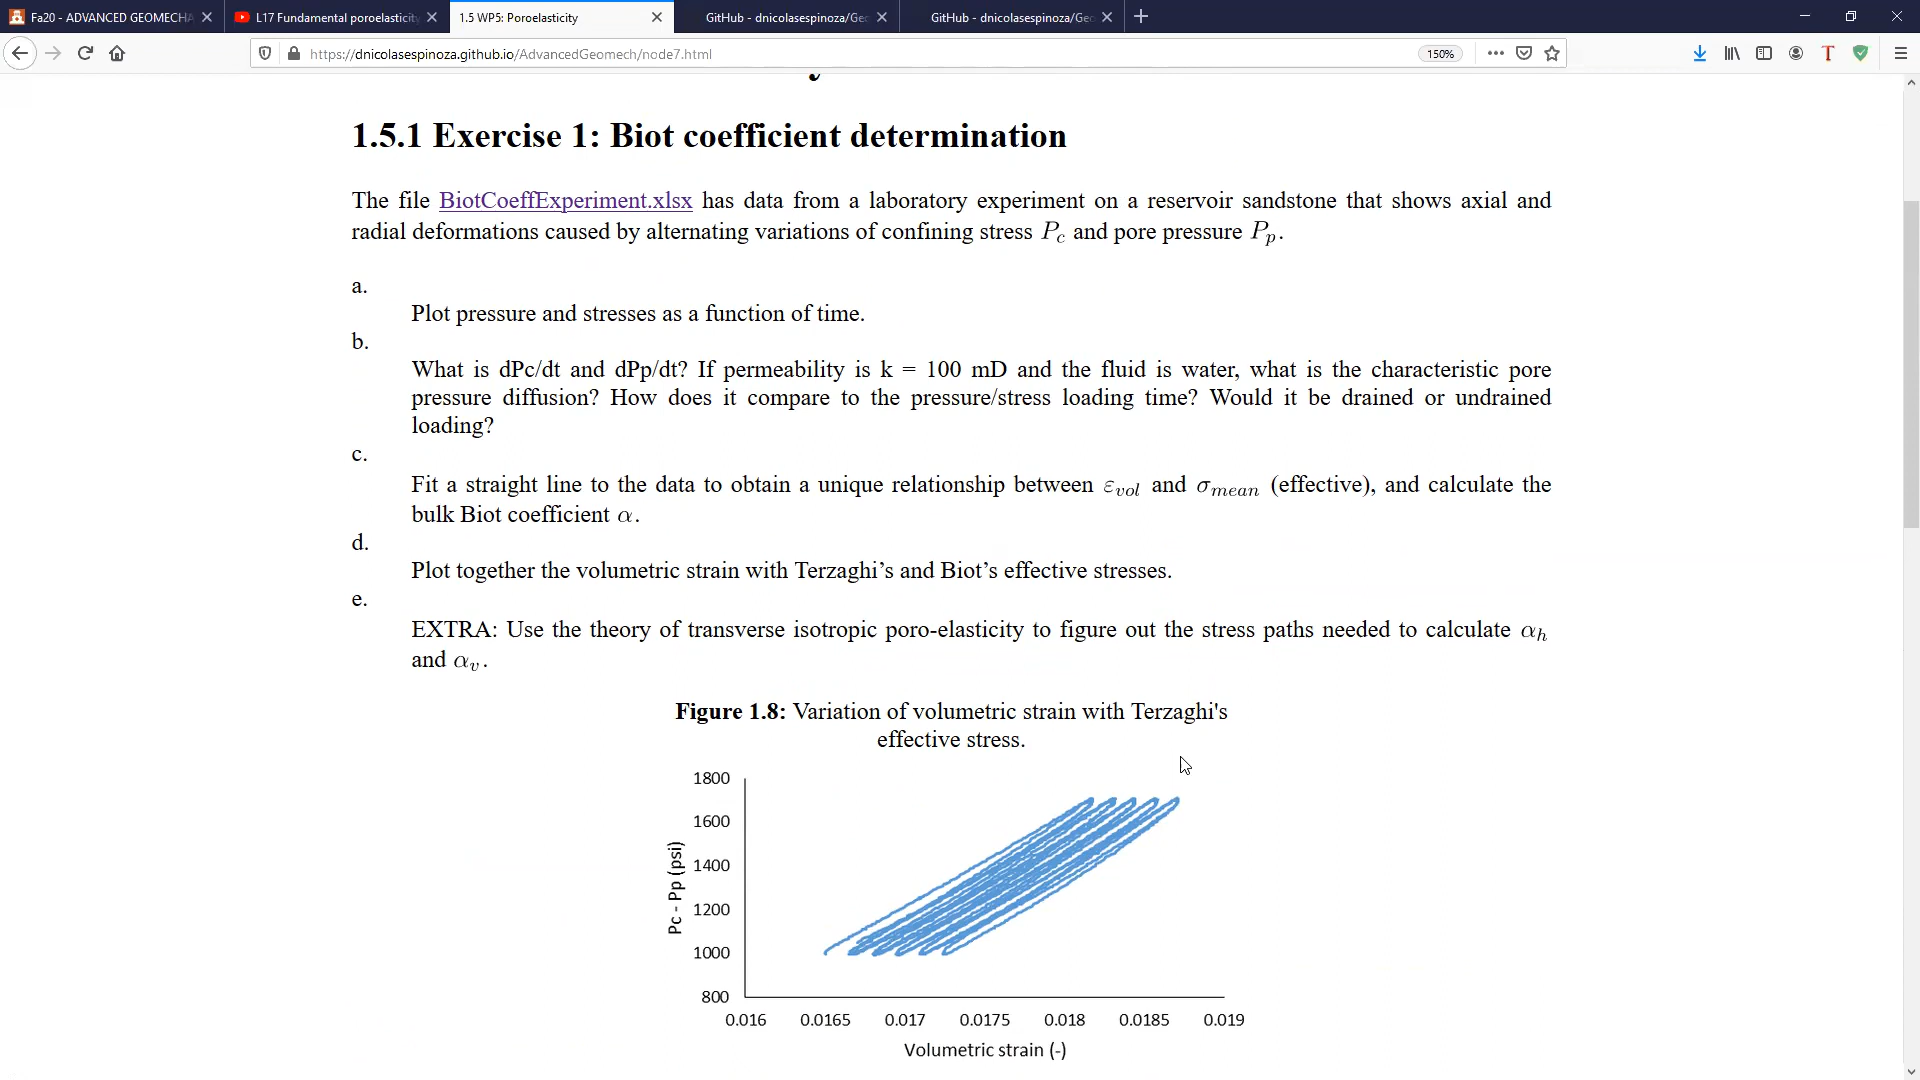 Fa20 - ADVANCED GEOMECHA
L17 Fundamental poroelasticity
1.5 WP5: Poroelasticity
GitHub - dnicolasespinoza/Geo
GitHub - dnicolasespinoza/Geo
https://dnicolasespinoza.github.io/AdvancedGeomech/node7.html
150%
T
1.5.1 Exercise 1: Biot coefficient determination
The file BiotCoeffExperiment.xlsx has data from a laboratory experiment on a reservoir sandstone that shows axial and
radial deformations caused by alternating variations of confining stress Pc and pore pressure Pp.
a.
Plot pressure and stresses as a function of time.
b.
What is dPc/dt and dPp/dt? If permeability is k = 100 mD and the fluid is water, what is the characteristic pore
pressure diffusion? How does it compare to the pressure/stress loading time? Would it be drained or undrained
loading?
c.
Fit a straight line to the data to obtain a unique relationship between εvol and σmean (effective), and calculate the
bulk Biot coefficient α.
d.
Plot together the volumetric strain with Terzaghi’s and Biot’s effective stresses.
e.
EXTRA: Use the theory of transverse isotropic poro-elasticity to figure out the stress paths needed to calculate αh
and αv.
Figure 1.8: Variation of volumetric strain with Terzaghi's
effective stress.
1800
1600
1400
1200
1000
800
Pc - Pp (psi)
0.016 0.0165 0.017 0.0175 0.018 0.0185 0.019
Volumetric strain (-)